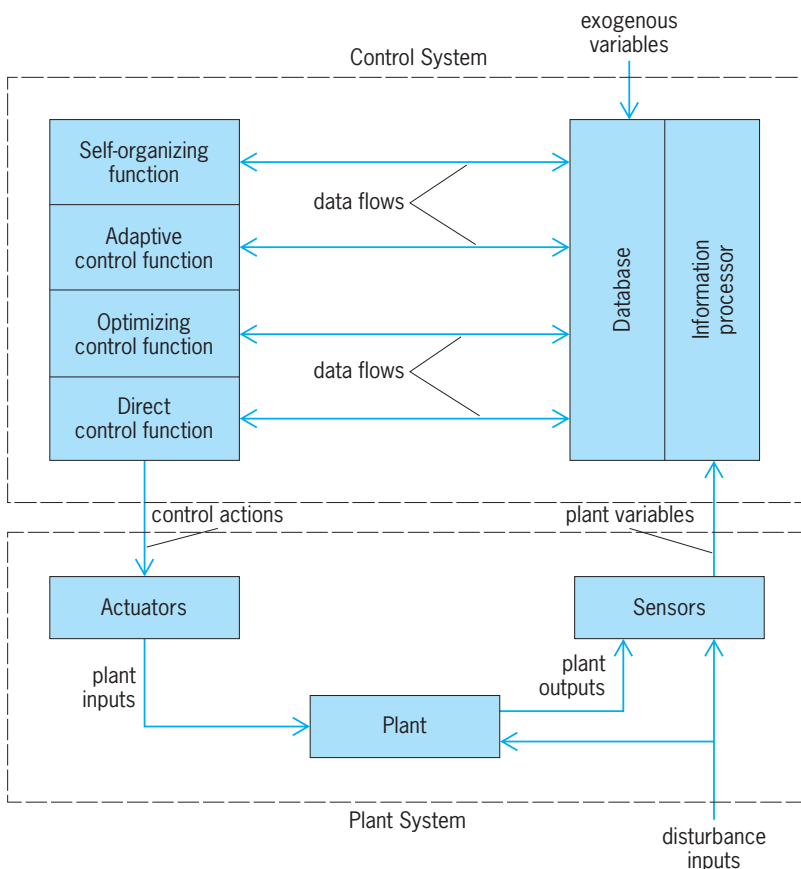 exogenous
variables
Control System
Self-organizing
function
data flows
Adaptive
control function
Optimizing
control function
data flows
Direct
control function
Database
Information
processor
control actions
plant variables
Actuators
Sensors
plant
inputs
plant
outputs
Plant
Plant System
disturbance
inputs